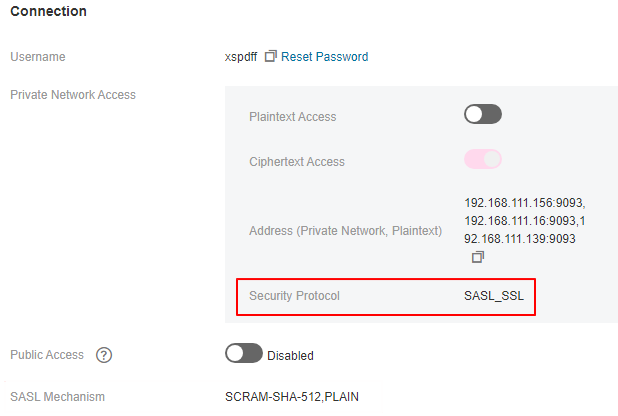 Connection
Username xspdff Reset Password
Private Network Access
Plaintext Access
Ciphertext Access
Address (Private Network, Plaintext) 192.168.111.156:9093,
192.168.111.16:9093,1
92.168.111.139:9093
Security Protocol SASL_SSL
Public Access ? Disabled
SASL Mechanism SCRAM-SHA-512,PLAIN